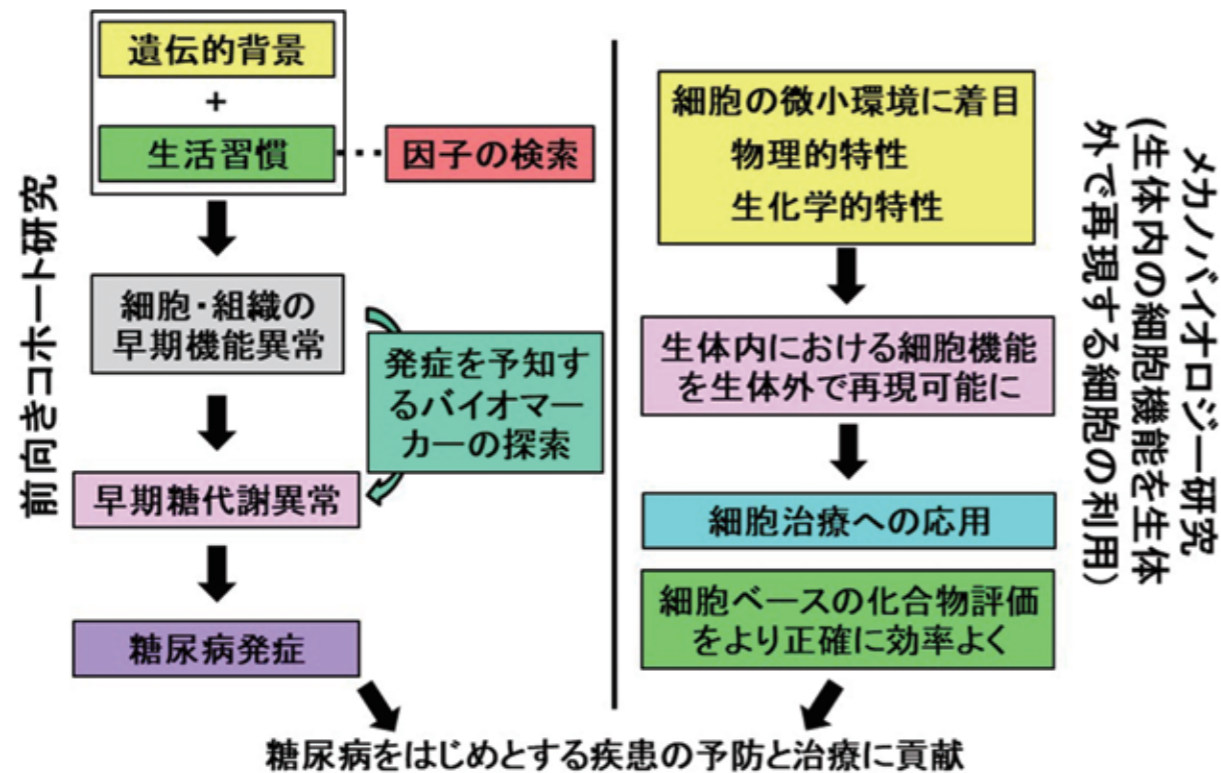 前向きコホート研究
遺伝的背景
+
生活習慣
因子の検索
細胞・組織の
早期機能異常
発症を予知す
るバイオマー
カーの探索
早期糖代謝異常
糖尿病発症
細胞の微小環境に着目
物理的特性
生化学的特性
生体内における細胞機能
を生体外で再現可能に
細胞治療への応用
細胞ベースの化合物評価
をより正確に効率よく
メカノバイオロジー研究
(生体内の細胞機能を生体
外で再現する細胞の利用)
糖尿病をはじめとする疾患の予防と治療に貢献